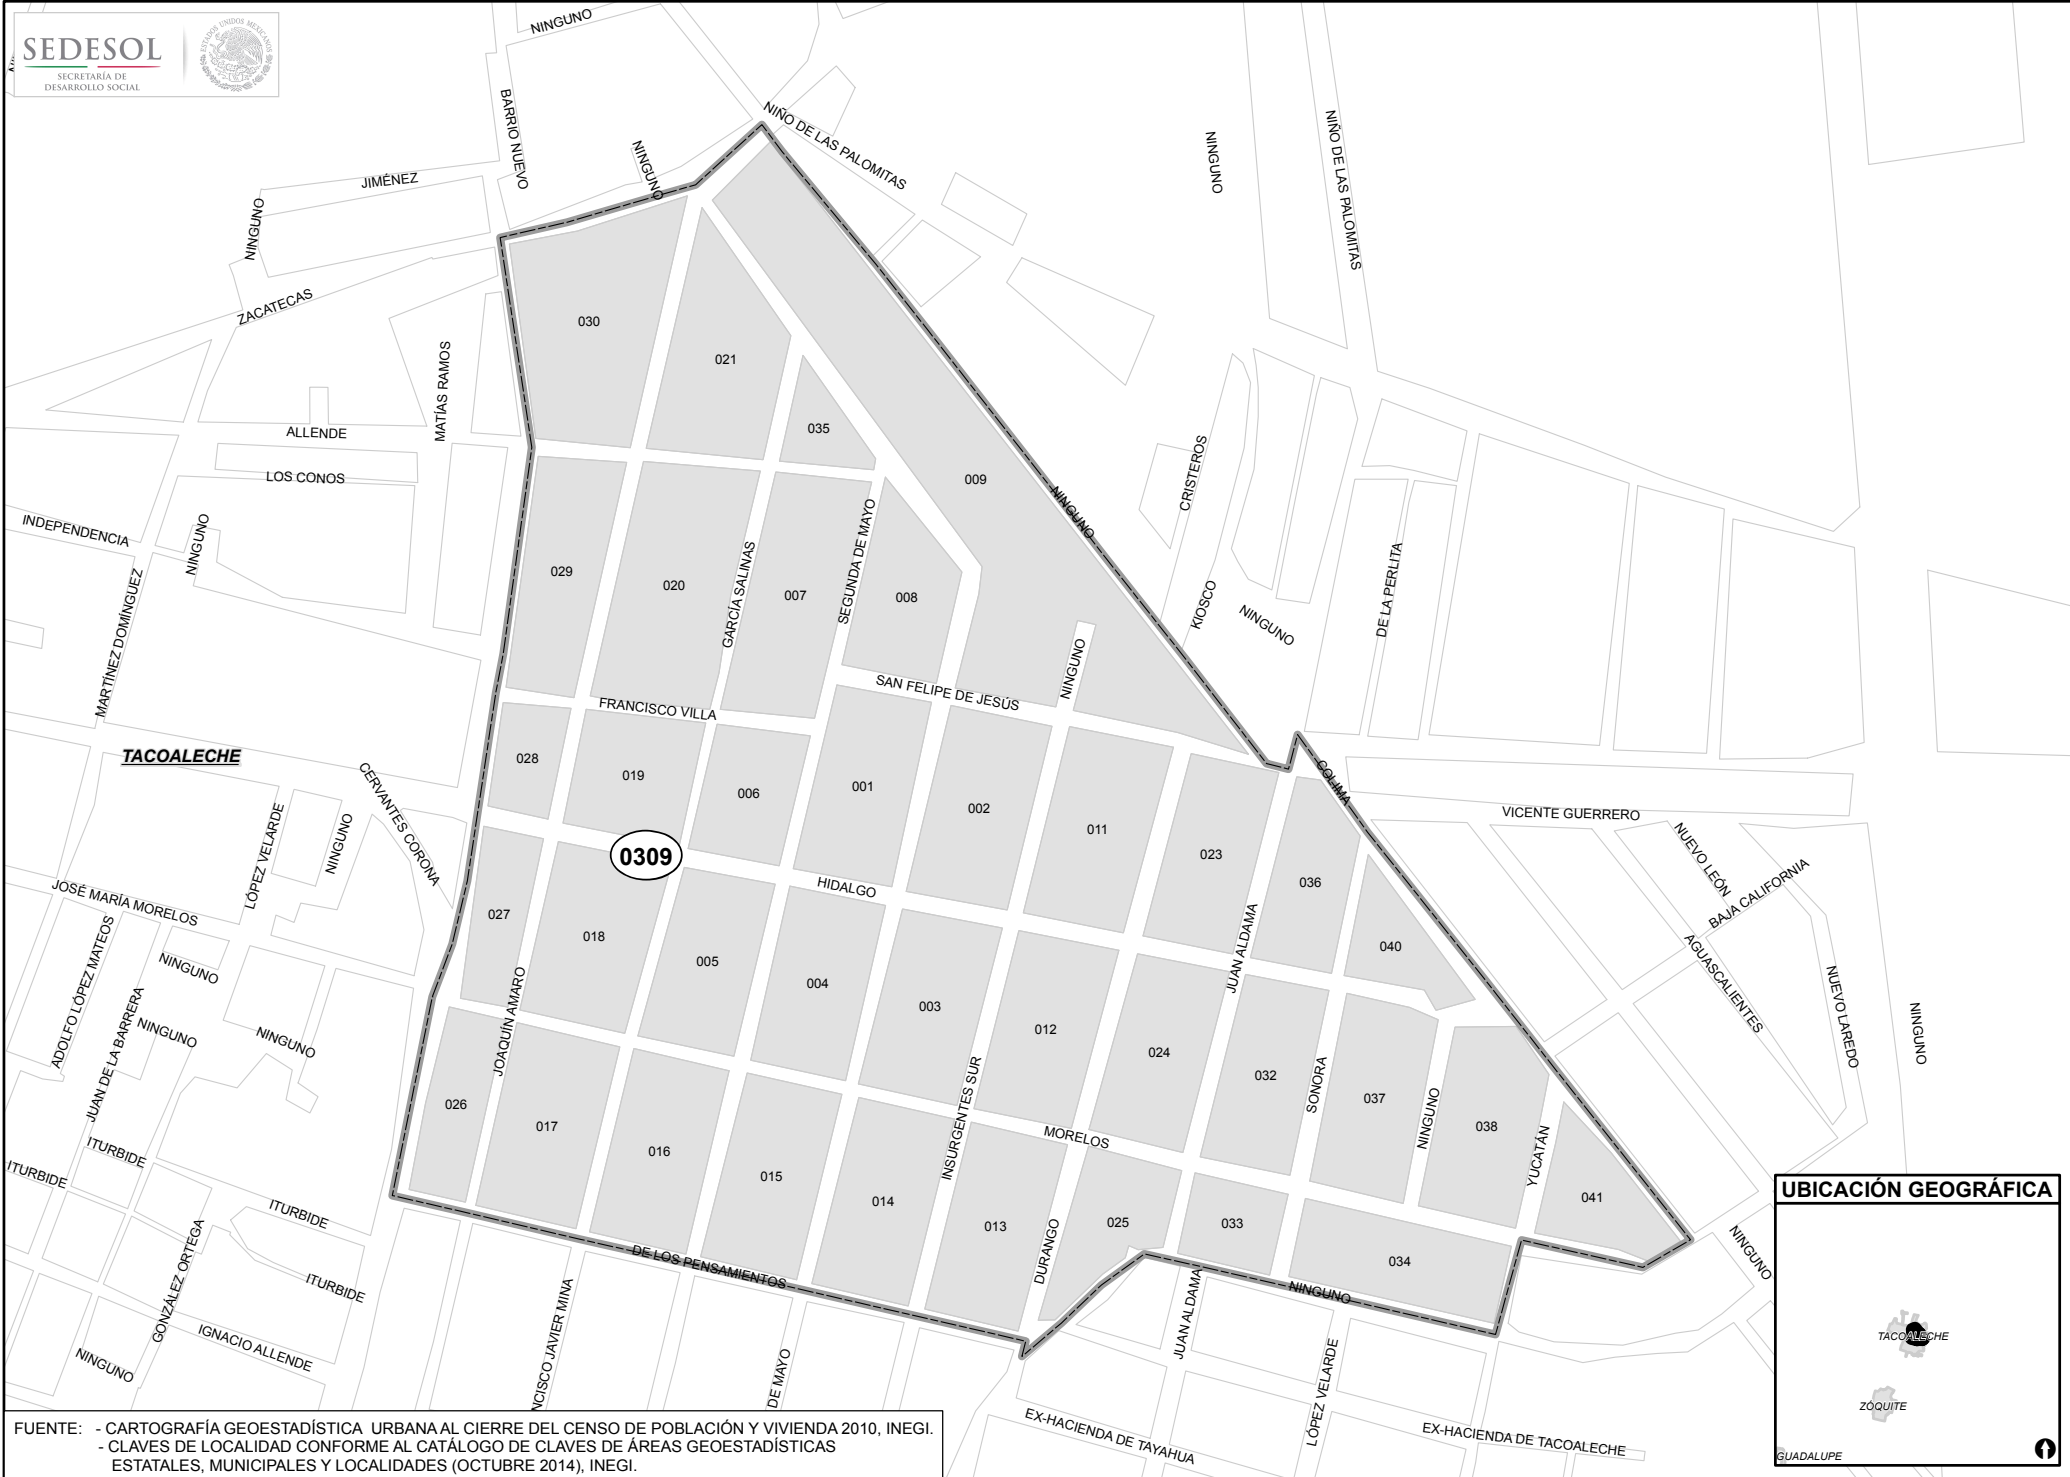 SEDESOL
SECRETARÍA DE
DESARROLLO SOCIAL
ESTADOS UNIDOS MEXICANOS
NINGUNO
BARRIO NUEVO
NIÑO DE LAS PALOMITAS
NINGUNO
NINGUNO
NIÑO DE LAS PALOMITAS
JIMÉNEZ
NINGUNO
ZACATECAS
030
021
MATÍAS RAMOS
ALLENDE
035
LOS CONOS
009
NINGUNO
CRISTEROS
INDEPENDENCIA
NINGUNO
MARTÍNEZ DOMÍNGUEZ
029
020
GARCÍA SALINAS
007
SEGUNDA DE MAYO
008
KIOSCO
NINGUNO
DE LA PERLITA
NINGUNO
SAN FELIPE DE JESÚS
FRANCISCO VILLA
TACOALECHE
028
019
006
001
002
011
COLIMA
VICENTE GUERRERO
CERVANTES CORONA
LÓPEZ VELARDE
NINGUNO
0309
HIDALGO
023
036
NUEVO LEÓN
BAJA CALIFORNIA
JOSÉ MARÍA MORELOS
ADOLFO LÓPEZ MATEOS
NINGUNO
027
018
005
004
003
012
JUAN ALDAMA
040
AGUASCALIENTES
NUEVO LAREDO
NINGUNO
JUAN DE LA BARRERA
NINGUNO
NINGUNO
JOAQUÍN AMARO
024
032
SONORA
037
NINGUNO
038
YUCATÁN
026
017
016
015
014
INSURGENTES SUR
MORELOS
ITURBIDE
ITURBIDE
ITURBIDE
ITURBIDE
013
DURANGO
025
033
034
041
NINGUNO
GONZÁLEZ ORTEGA
DE LOS PENSAMIENTOS
NINGUNO
IGNACIO ALLENDE
NINGUNO
NCISCO JAVIER MINA
DE MAYO
JUAN ALDAMA
LÓPEZ VELARDE
EX-HACIENDA DE TAYAHUA
EX-HACIENDA DE TACOALECHE
UBICACIÓN GEOGRÁFICA
TACOALECHE
ZÓQUITE
GUADALUPE
FUENTE: - CARTOGRAFÍA GEOESTADÍSTICA URBANA AL CIERRE DEL CENSO DE POBLACIÓN Y VIVIENDA 2010, INEGI.
- CLAVES DE LOCALIDAD CONFORME AL CATÁLOGO DE CLAVES DE ÁREAS GEOESTADÍSTICAS
ESTATALES, MUNICIPALES Y LOCALIDADES (OCTUBRE 2014), INEGI.